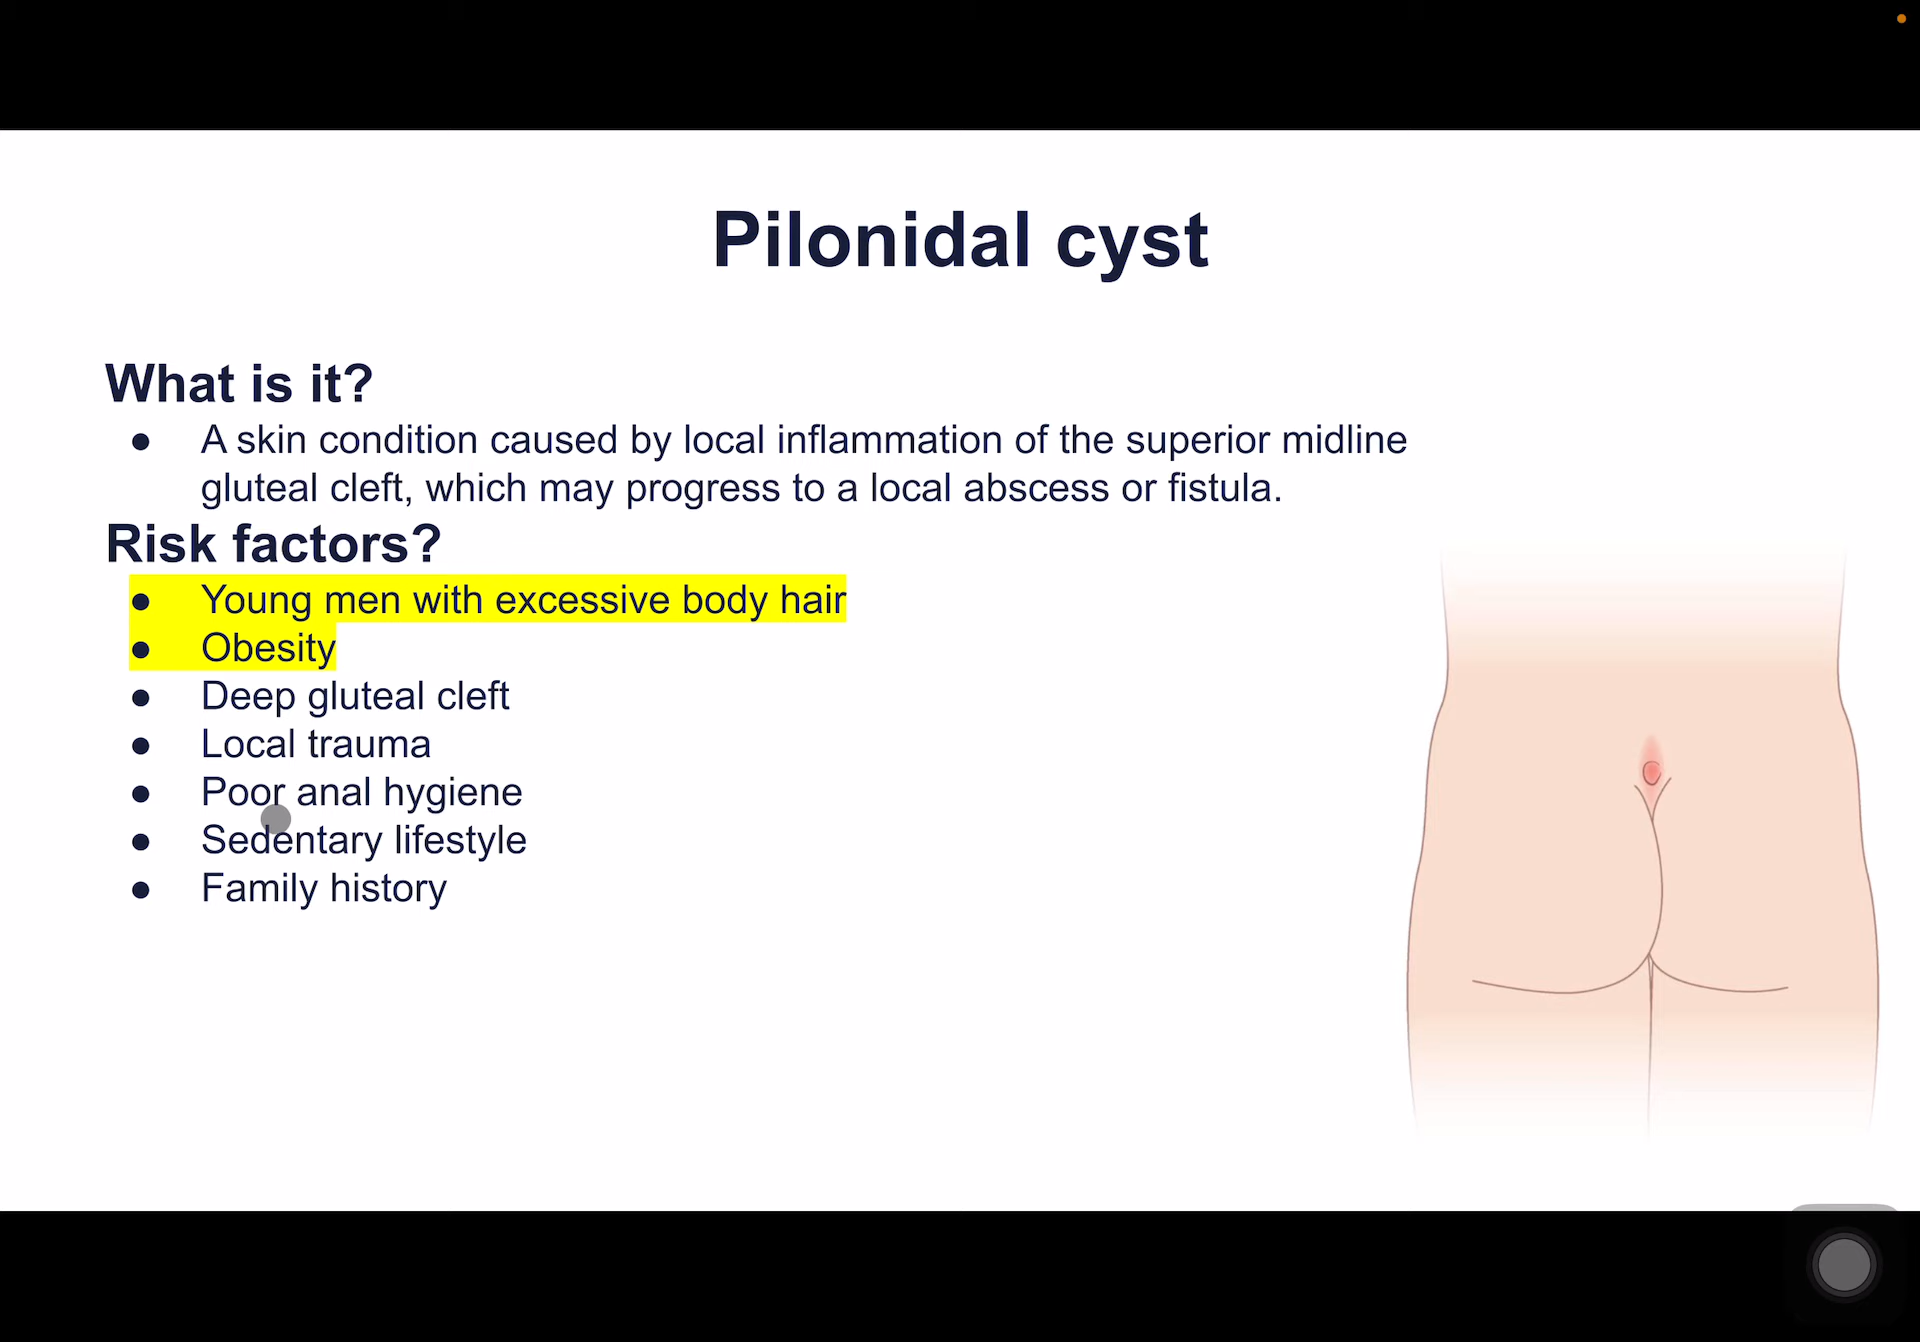 Pilonidal cyst
What is it?
● A skin condition caused by local inflammation of the superior midline
gluteal cleft, which may progress to a local abscess or fistula.
Risk factors?
● Young men with excessive body hair
● Obesity
● Deep gluteal cleft
● Local trauma
● Poor anal hygiene
● Sedentary lifestyle
● Family history